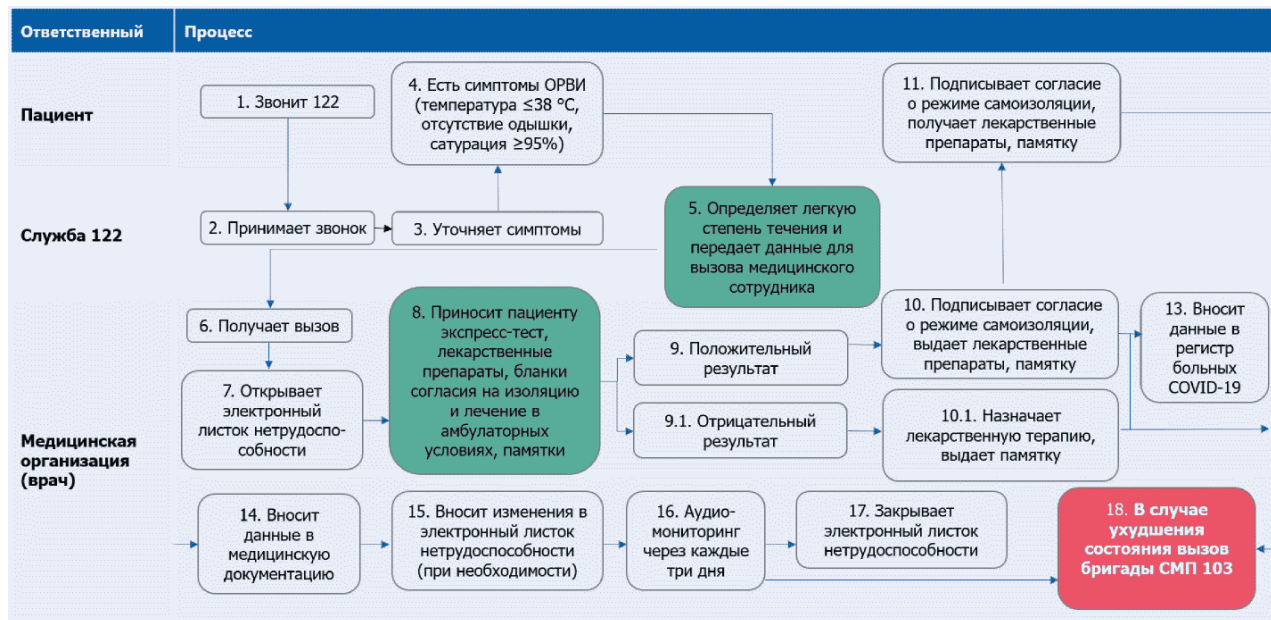 Ответственный
Процесс
Пациент
1. Звонит 122
4. Есть симптомы ОРВИ
(температура ≤38 °С,
отсутствие одышки,
сатурация ≥95%)
11. Подписывает согласие
о режиме самоизоляции,
получает лекарственные
препараты, памятку
Служба 122
2. Принимает звонок
3. Уточняет симптомы
5. Определяет легкую
степень течения и
передает данные для
вызова медицинского
сотрудника
Медицинская
организация
(врач)
6. Получает вызов
7. Открывает
электронный
листок нетрудоспо-
собности
8. Приносит пациенту
экспресс-тест,
лекарственные
препараты, бланки
согласия на изоляцию
и лечение в
амбулаторных
условиях, памятки
9. Положительный
результат
9.1. Отрицательный
результат
10. Подписывает согласие
о режиме самоизоляции,
выдает лекарственные
препараты, памятку
10.1. Назначает
лекарственную терапию,
выдает памятку
13. Вносит
данные в
регистр
больных
COVID-19
14. Вносит
данные в
медицинскую
документацию
15. Вносит изменения в
электронный листок
нетрудоспособности
(при необходимости)
16. Аудио-
мониторинг
через каждые
три дня
17. Закрывает
электронный листок
нетрудоспособности
18. В случае
ухудшения
состояния вызов
бригады СМП 103